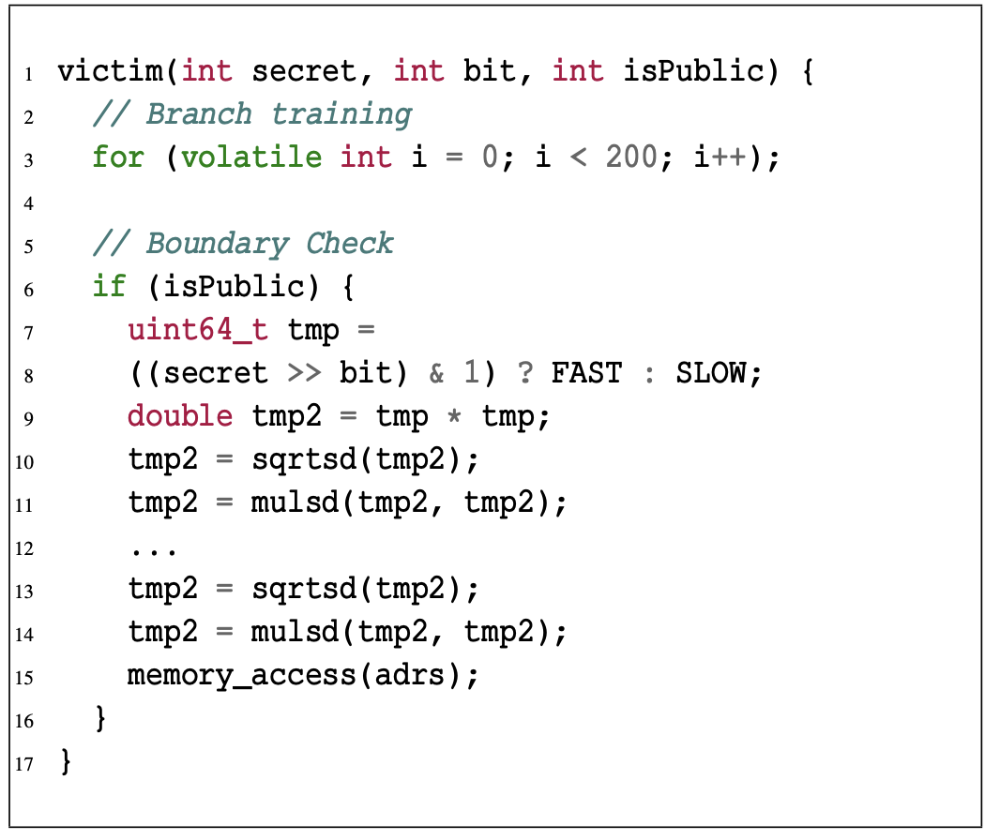 1 victim(int secret, int bit, int isPublic) {
2 // Branch training
3 for (volatile int i = 0; i < 200; i++);
4
5 // Boundary Check
6 if (isPublic) {
7 uint64_t tmp =
8 ((secret >> bit) & 1) ? FAST : SLOW;
9 double tmp2 = tmp * tmp;
10 tmp2 = sqrtsd(tmp2);
11 tmp2 = mulsd(tmp2, tmp2);
12 ...
13 tmp2 = sqrtsd(tmp2);
14 tmp2 = mulsd(tmp2, tmp2);
15 memory_access(adrs);
16 }
17 }